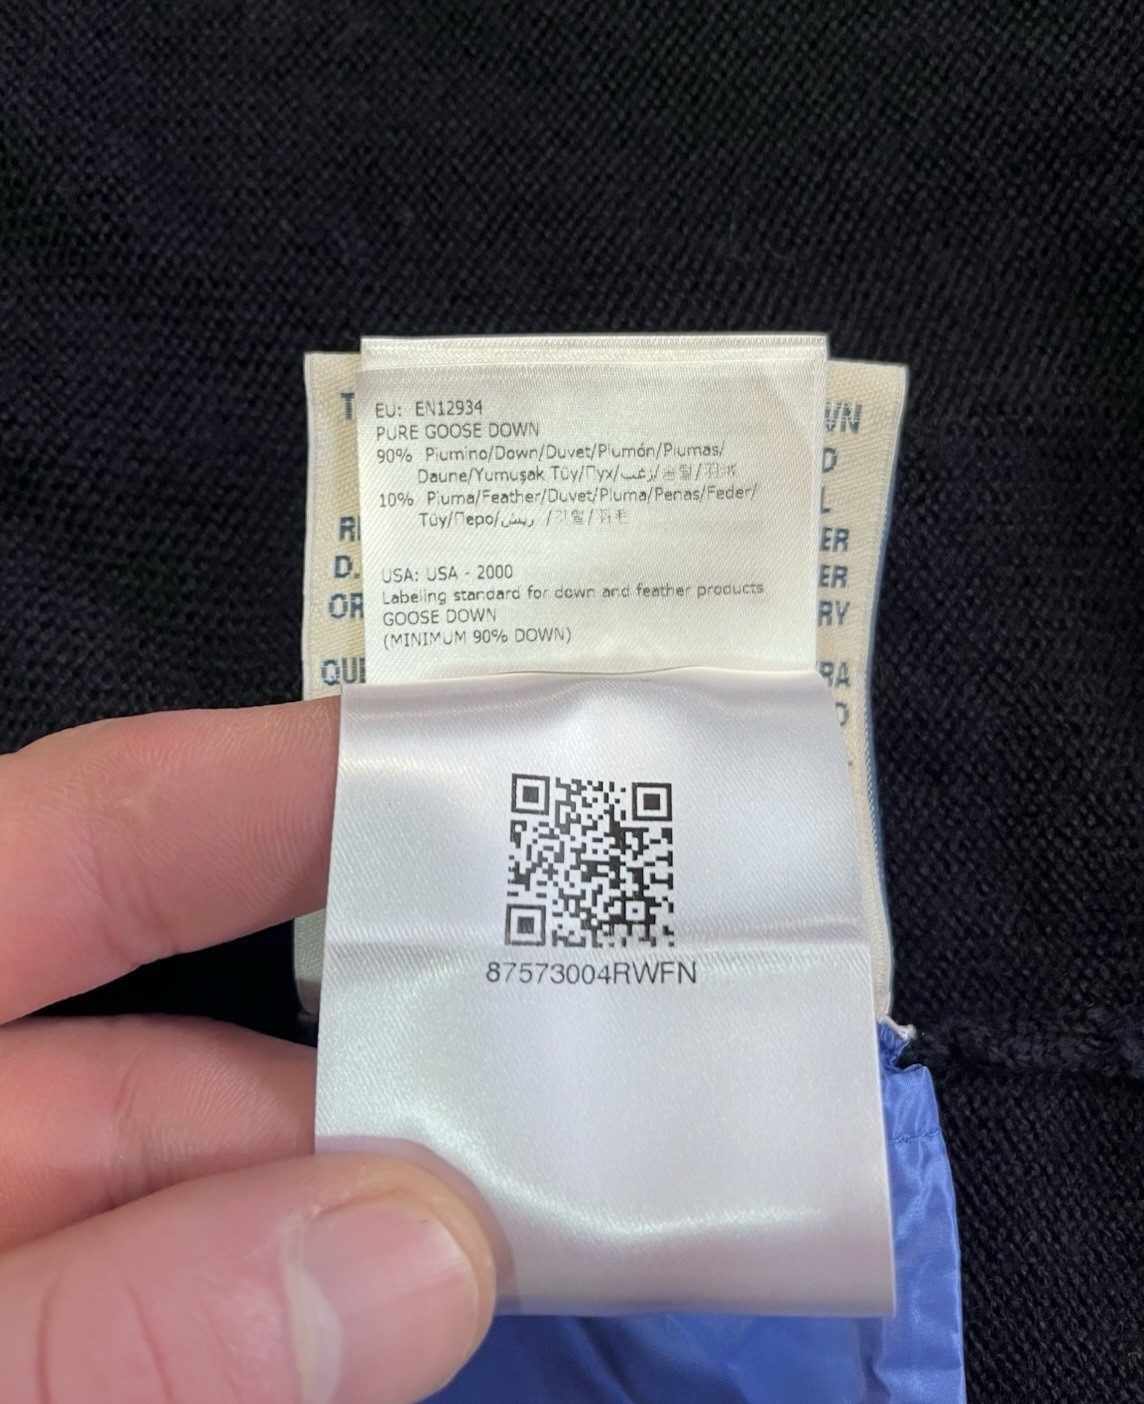 EU: EN12934
PURE GOOSE DOWN
90% Piumino/Down/Duvet/Plumón/Plumas/
Daune/Yumuşak Tüy/Пух/زغب/솜털/羽绒
10% Piuma/Feather/Duvet/Pluma/Penas/Feder/
Tüy/Перо/ريش /깃털/羽毛
USA: USA - 2000
Labeling standard for down and feather products
GOOSE DOWN
(MINIMUM 90% DOWN)
87573004RWFN